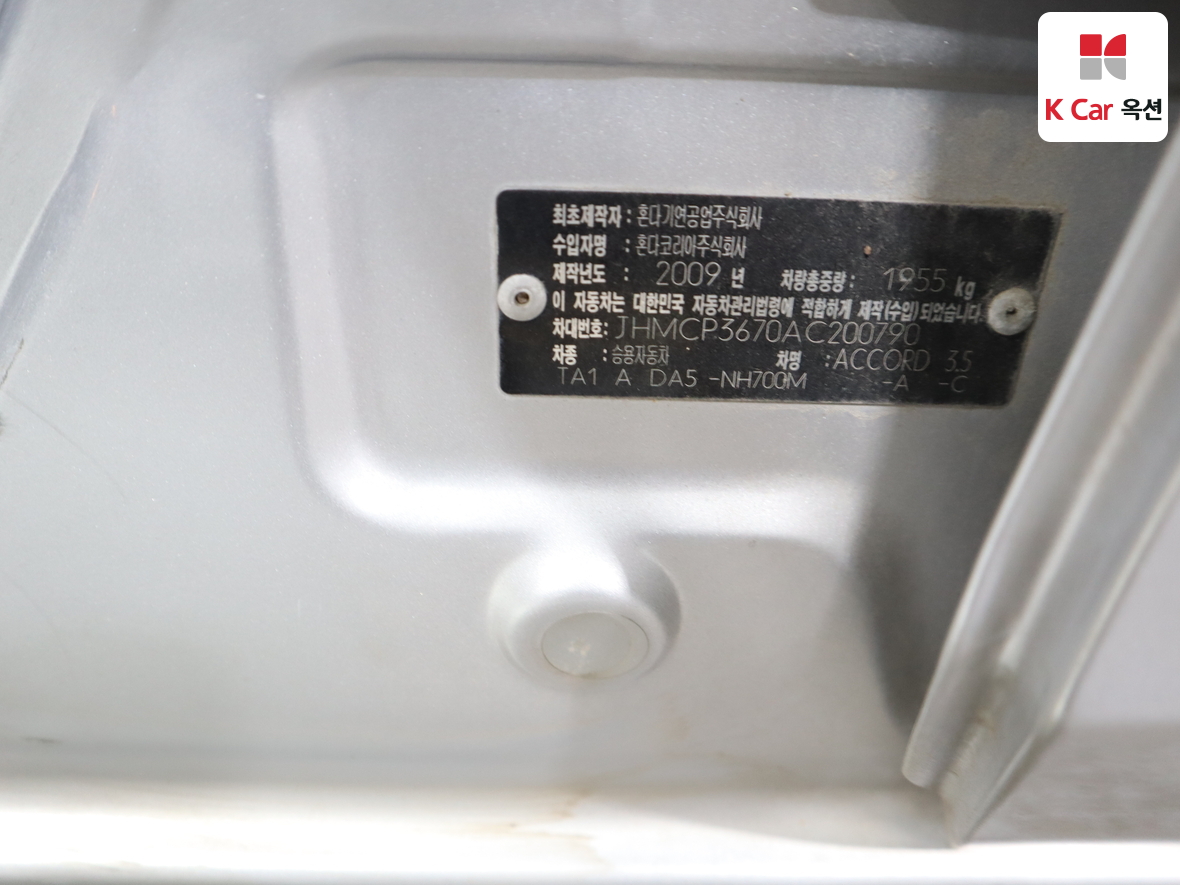 K Car 옥션
최초제작자 : 혼다기연공업주식회사
수입자명 : 혼다코리아주식회사
제작년도 : 2009 년 차량총중량 : 1955 kg
이 자동차는 대한민국 자동차관리법령에 적합하게 제작(수입)되었습니다.
차대번호: JHMCP3670AC200790
차종 : 승용자동차 차명 : ACCORD 3.5
TA1 A DA5 -NH700M -A -C